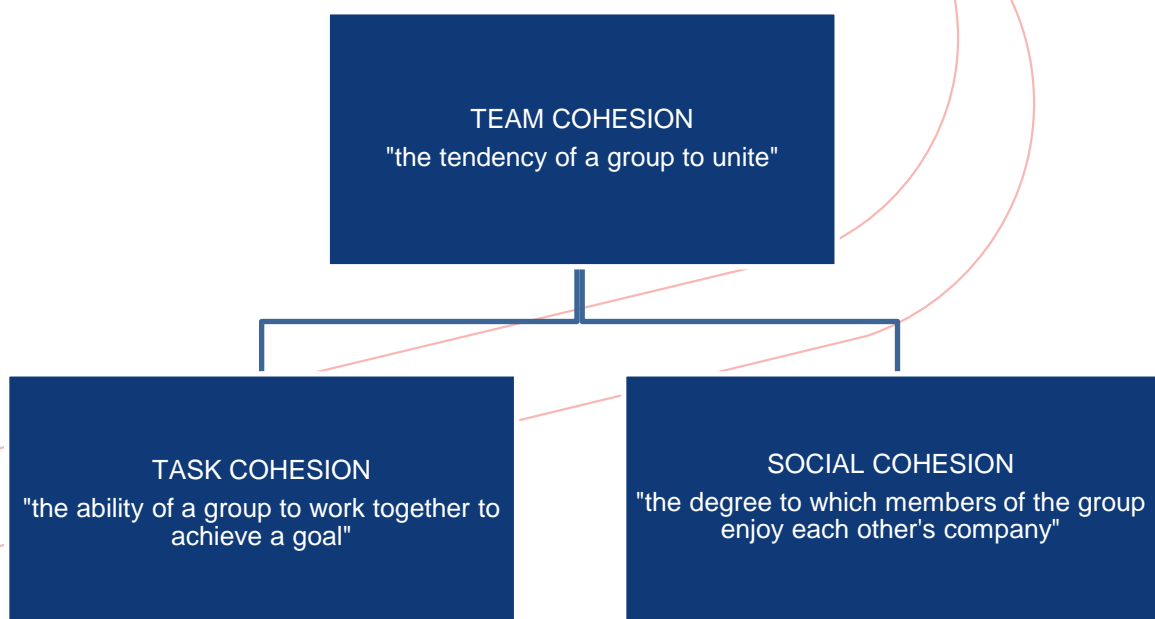 TEAM COHESION
"the tendency of a group to unite"
TASK COHESION
"the ability of a group to work together to
achieve a goal"
SOCIAL COHESION
"the degree to which members of the group
enjoy each other's company"